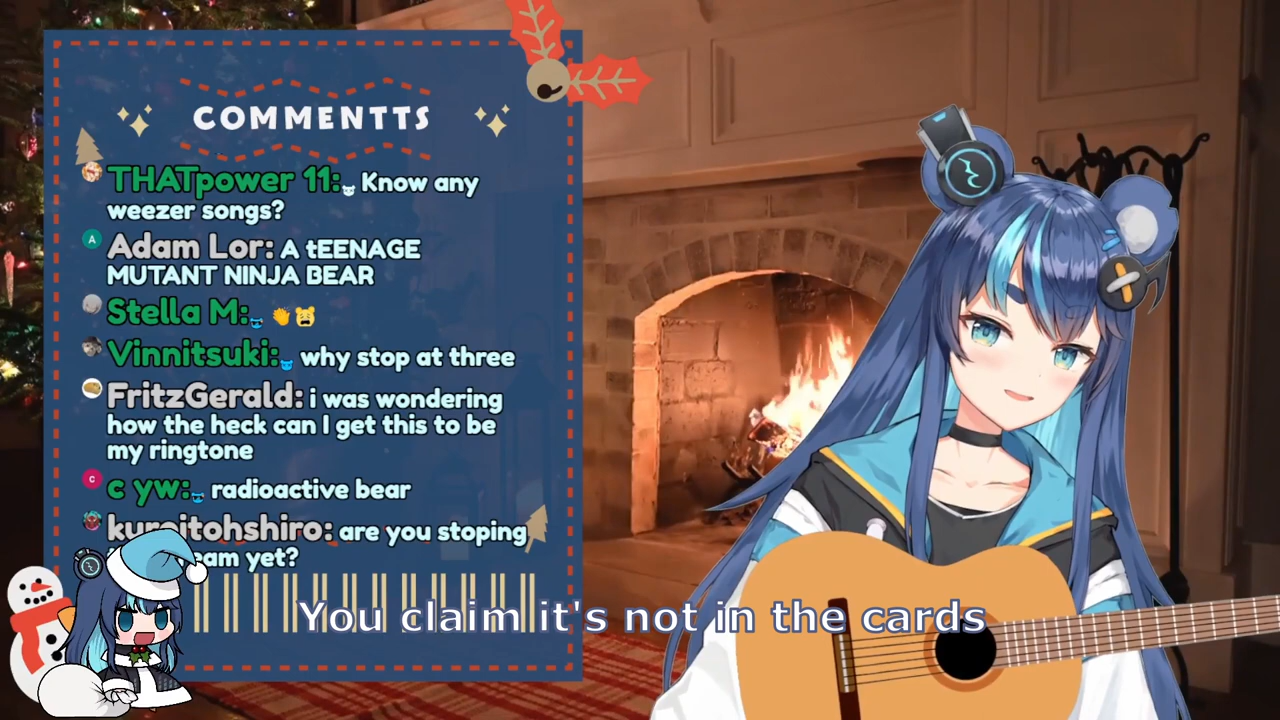 COMMENTTS
THATpower 11: Know any
weezer songs?
A Adam Lor: A tEENAGE
MUTANT NINJA BEAR
Stella M:
Vinnitsuki: why stop at three
FritzGerald: i was wondering
how the heck can I get this to be
my ringtone
c c yw: radioactive bear
kuroitohshiro: are you stoping
yet?
You claim it's not in the cards